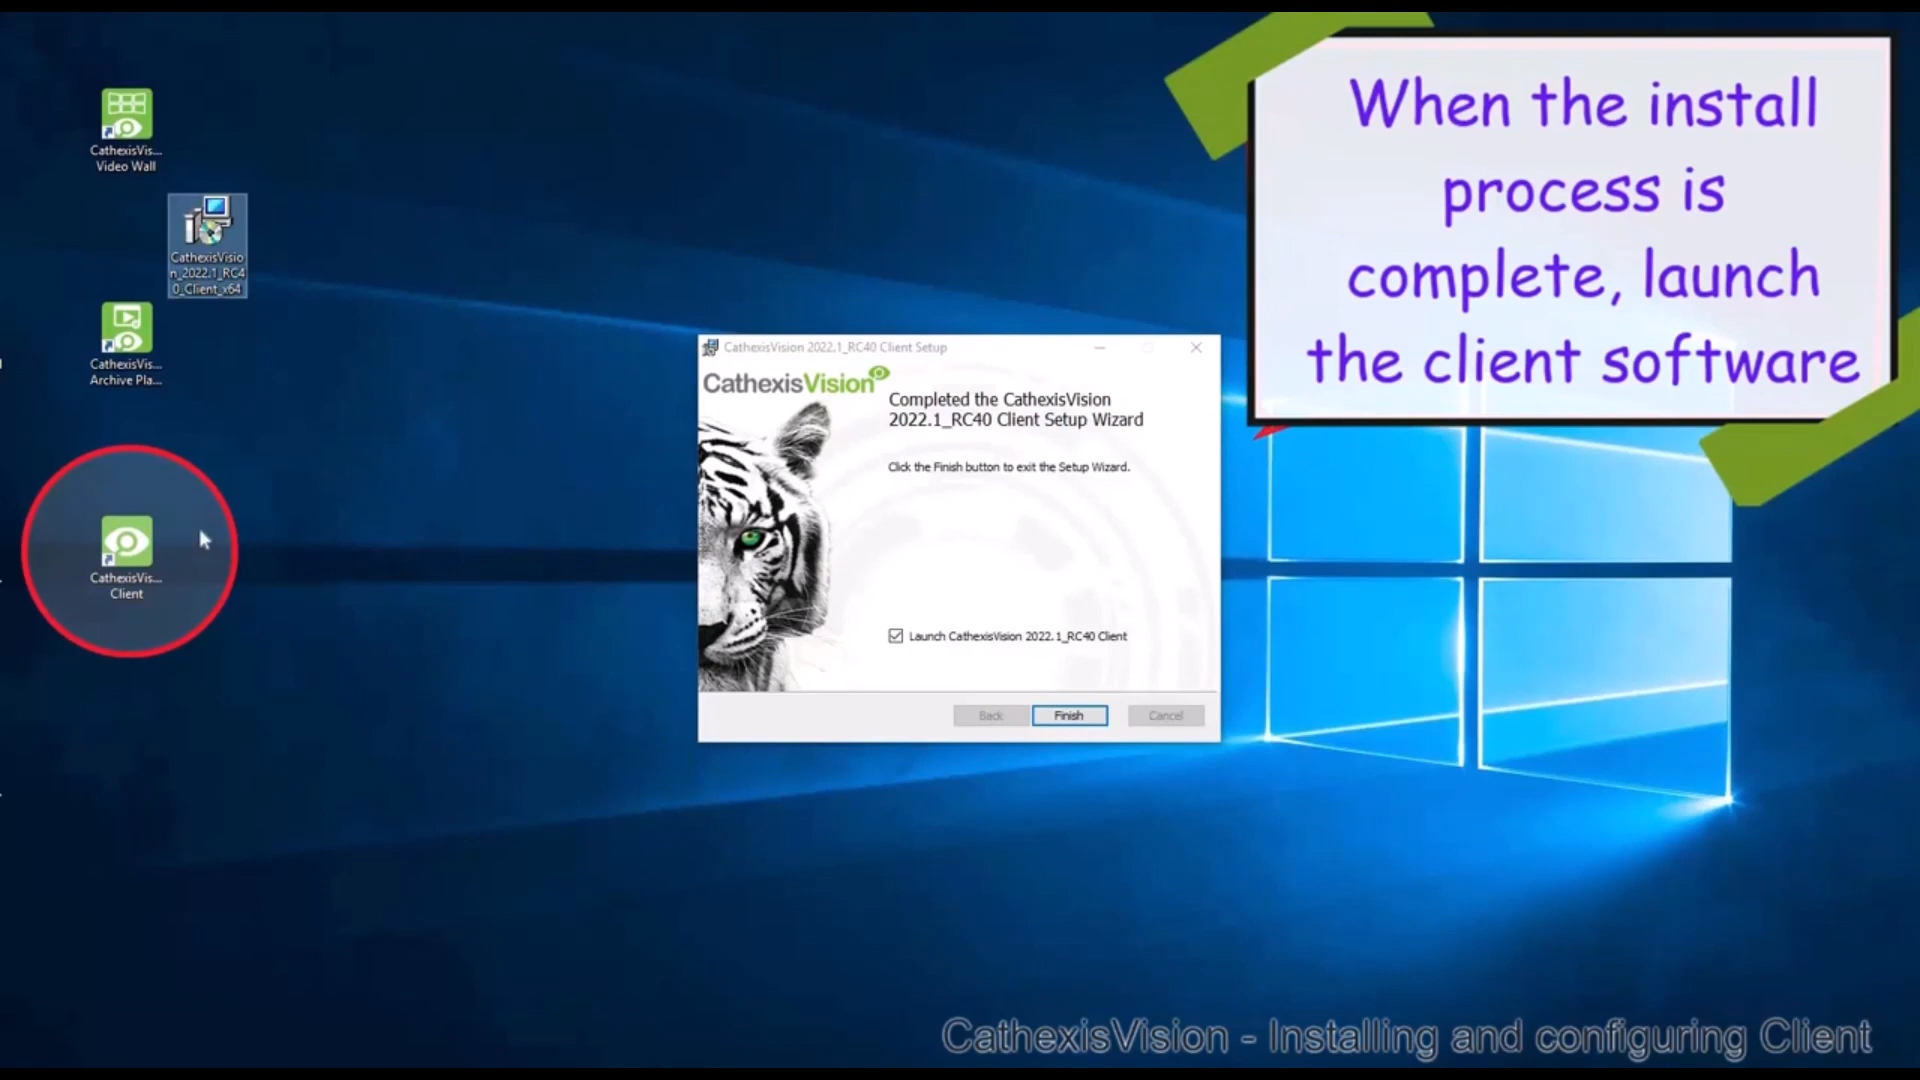 When the install
process is
complete, launch
the client software
CathexisVis...
Video Wall
CathexisVisio
n_2022.1_RC4
0_Client_x64
CathexisVis...
Archive Pla...
CathexisVis...
Client
CathexisVision 2022.1_RC40 Client Setup
CathexisVision
Completed the CathexisVision
2022.1_RC40 Client Setup Wizard
Click the Finish button to exit the Setup Wizard.
Launch CathexisVision 2022.1_RC40 Client
Back
Finish
Cancel
CathexisVision - Installing and configuring Client